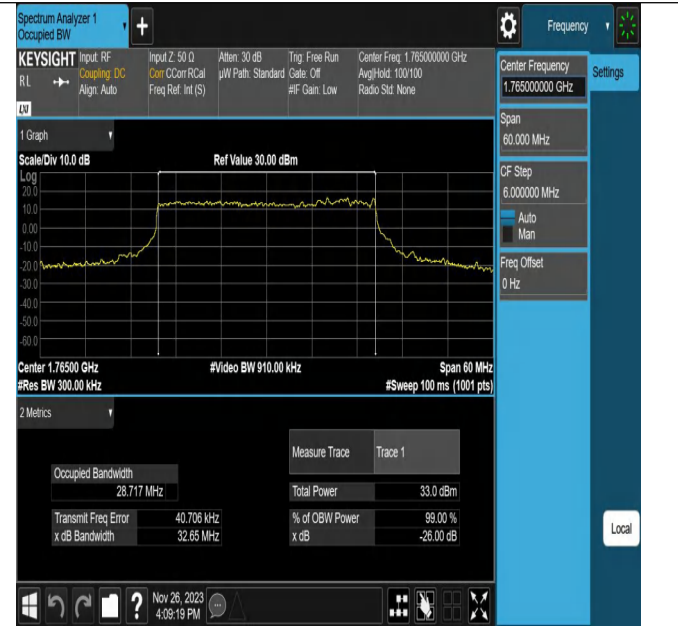 Spectrum Analyzer 1
Occupied BW
+
Frequency
KEYSIGHT
RL
LXI
Input: RF
Coupling: DC
Align: Auto
Input Z: 50 Ω
Corr CCorr RCal
Freq Ref: Int (S)
Atten: 30 dB
µW Path: Standard
Trig: Free Run
Gate: Off
#IF Gain: Low
Center Freq: 1.765000000 GHz
Avg|Hold: 100/100
Radio Std: None
Center Frequency
1.765000000 GHz
Settings
Span
60.000 MHz
CF Step
6.000000 MHz
Auto
Man
Freq Offset
0 Hz
Local
1 Graph
Scale/Div 10.0 dB
Ref Value 30.00 dBm
Log
20.0
10.0
0.00
-10.0
-20.0
-30.0
-40.0
-50.0
-60.0
Center 1.76500 GHz
#Video BW 910.00 kHz
Span 60 MHz
#Res BW 300.00 kHz
#Sweep 100 ms (1001 pts)
2 Metrics
Measure Trace
Trace 1
Occupied Bandwidth
28.717 MHz
Total Power
33.0 dBm
Transmit Freq Error
40.706 kHz
% of OBW Power
99.00 %
x dB Bandwidth
32.65 MHz
x dB
-26.00 dB
?
Nov 26, 2023
4:09:19 PM